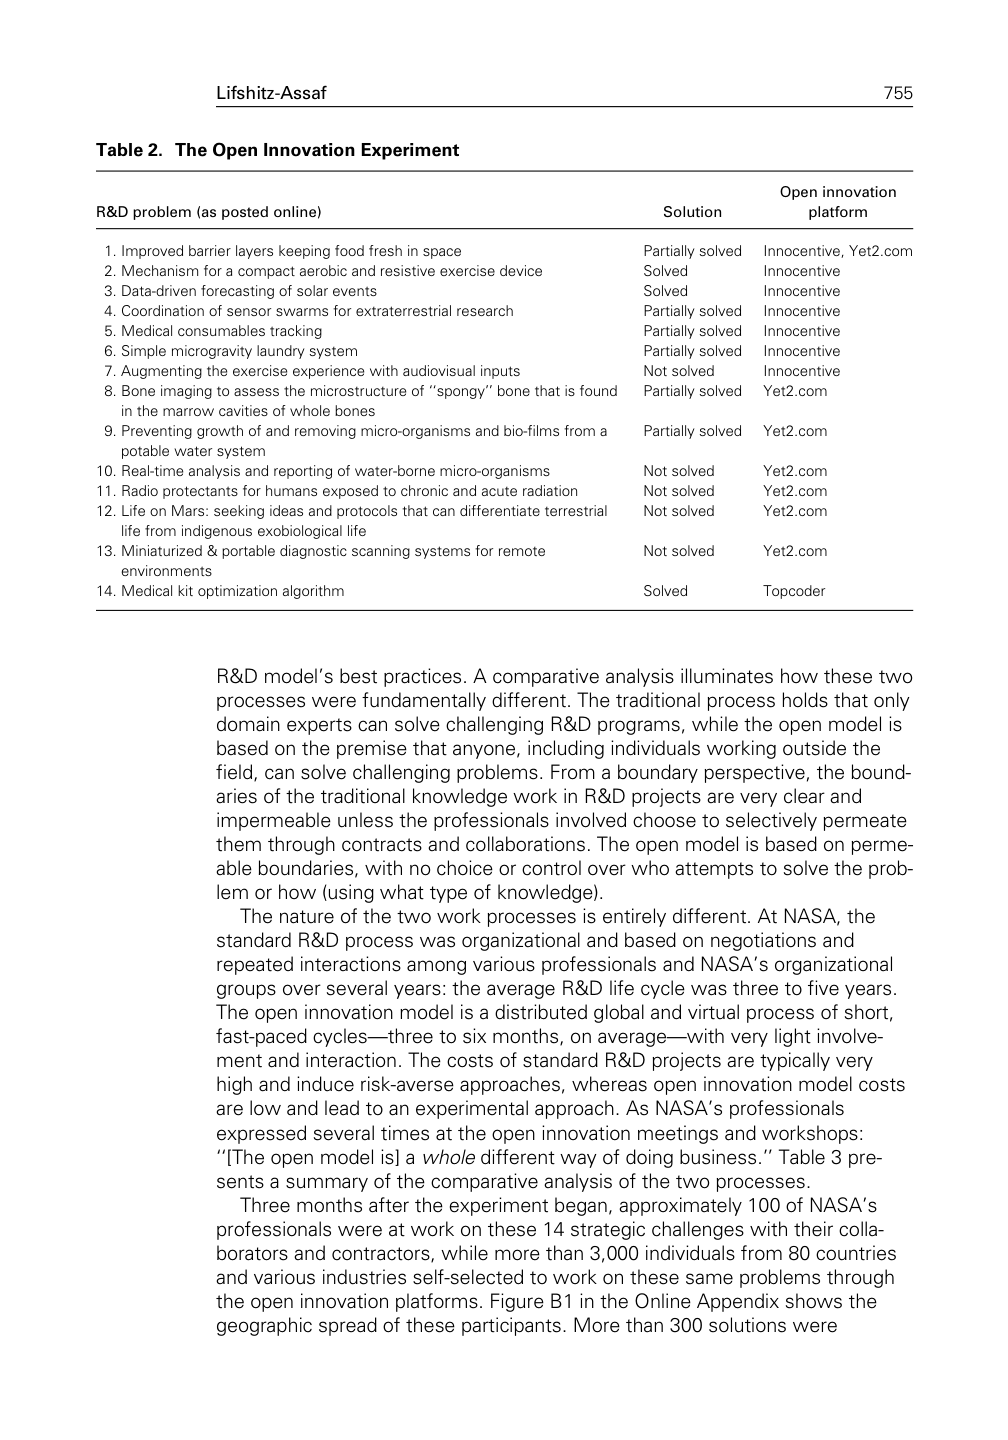 Lifshitz-Assaf 755
Table 2. The Open Innovation Experiment
Open innovation
R&D problem (as posted online) Solution platform
1. Improved barrier layers keeping food fresh in space Partially solved Innocentive, Yet2.com
2. Mechanism for a compact aerobic and resistive exercise device Solved Innocentive
3. Data-driven forecasting of solar events Solved Innocentive
4. Coordination of sensor swarms for extraterrestrial research Partially solved Innocentive
5. Medical consumables tracking Partially solved Innocentive
6. Simple microgravity laundry system Partially solved Innocentive
7. Augmenting the exercise experience with audiovisual inputs Not solved Innocentive
8. Bone imaging to assess the microstructure of ''spongy'' bone that is found Partially solved Yet2.com
in the marrow cavities of whole bones
9. Preventing growth of and removing micro-organisms and bio-films from a Partially solved Yet2.com
potable water system
10. Real-time analysis and reporting of water-borne micro-organisms Not solved Yet2.com
11. Radio protectants for humans exposed to chronic and acute radiation Not solved Yet2.com
12. Life on Mars: seeking ideas and protocols that can differentiate terrestrial Not solved Yet2.com
life from indigenous exobiological life
13. Miniaturized & portable diagnostic scanning systems for remote Not solved Yet2.com
environments
14. Medical kit optimization algorithm Solved Topcoder
R&D model's best practices. A comparative analysis illuminates how these two
processes were fundamentally different. The traditional process holds that only
domain experts can solve challenging R&D programs, while the open model is
based on the premise that anyone, including individuals working outside the
field, can solve challenging problems. From a boundary perspective, the bound-
aries of the traditional knowledge work in R&D projects are very clear and
impermeable unless the professionals involved choose to selectively permeate
them through contracts and collaborations. The open model is based on perme-
able boundaries, with no choice or control over who attempts to solve the prob-
lem or how (using what type of knowledge).
The nature of the two work processes is entirely different. At NASA, the
standard R&D process was organizational and based on negotiations and
repeated interactions among various professionals and NASA's organizational
groups over several years: the average R&D life cycle was three to five years.
The open innovation model is a distributed global and virtual process of short,
fast-paced cycles—three to six months, on average—with very light involve-
ment and interaction. The costs of standard R&D projects are typically very
high and induce risk-averse approaches, whereas open innovation model costs
are low and lead to an experimental approach. As NASA's professionals
expressed several times at the open innovation meetings and workshops:
''[The open model is] a whole different way of doing business.'' Table 3 pre-
sents a summary of the comparative analysis of the two processes.
Three months after the experiment began, approximately 100 of NASA's
professionals were at work on these 14 strategic challenges with their colla-
borators and contractors, while more than 3,000 individuals from 80 countries
and various industries self-selected to work on these same problems through
the open innovation platforms. Figure B1 in the Online Appendix shows the
geographic spread of these participants. More than 300 solutions were